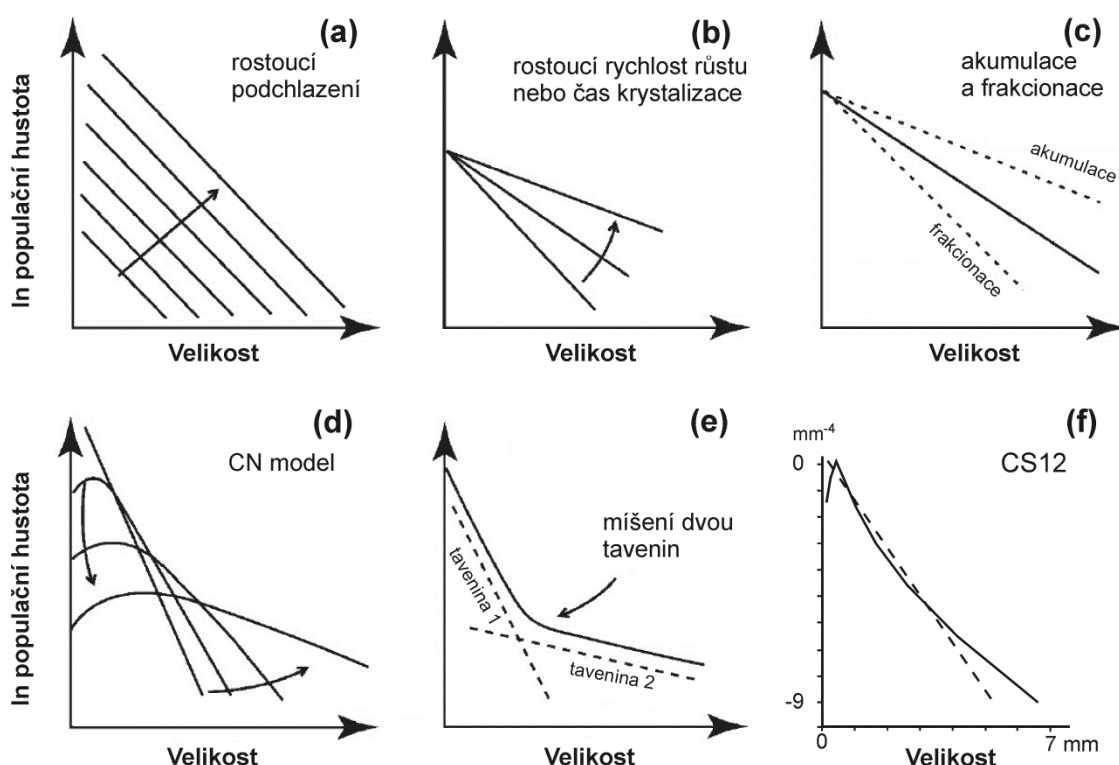 (a)
rostoucí
podchlazení
ln populační hustota
Velikost
(b)
rostoucí rychlost růstu
nebo čas krystalizace
Velikost
(c)
akumulace
a frakcionace
akumulace
frakcionace
Velikost
(d)
CN model
ln populační hustota
Velikost
(e)
míšení dvou
tavenin
tavenina 1
tavenina 2
Velikost
(f)
mm-4
CS12
0
-9
0
7 mm
Velikost